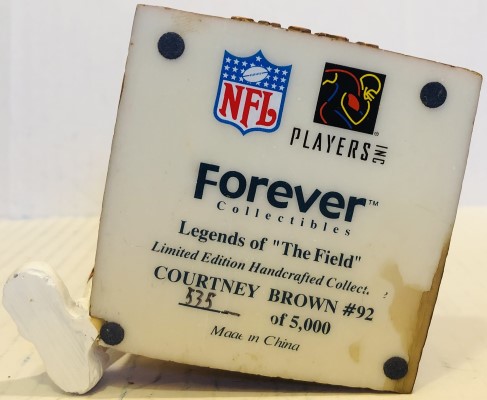 NFL
PLAYERS INC
Forever™
Collectibles
Legends of "The Field"
Limited Edition Handcrafted Collect
COURTNEY BROWN #92
535 of 5,000
Made in China